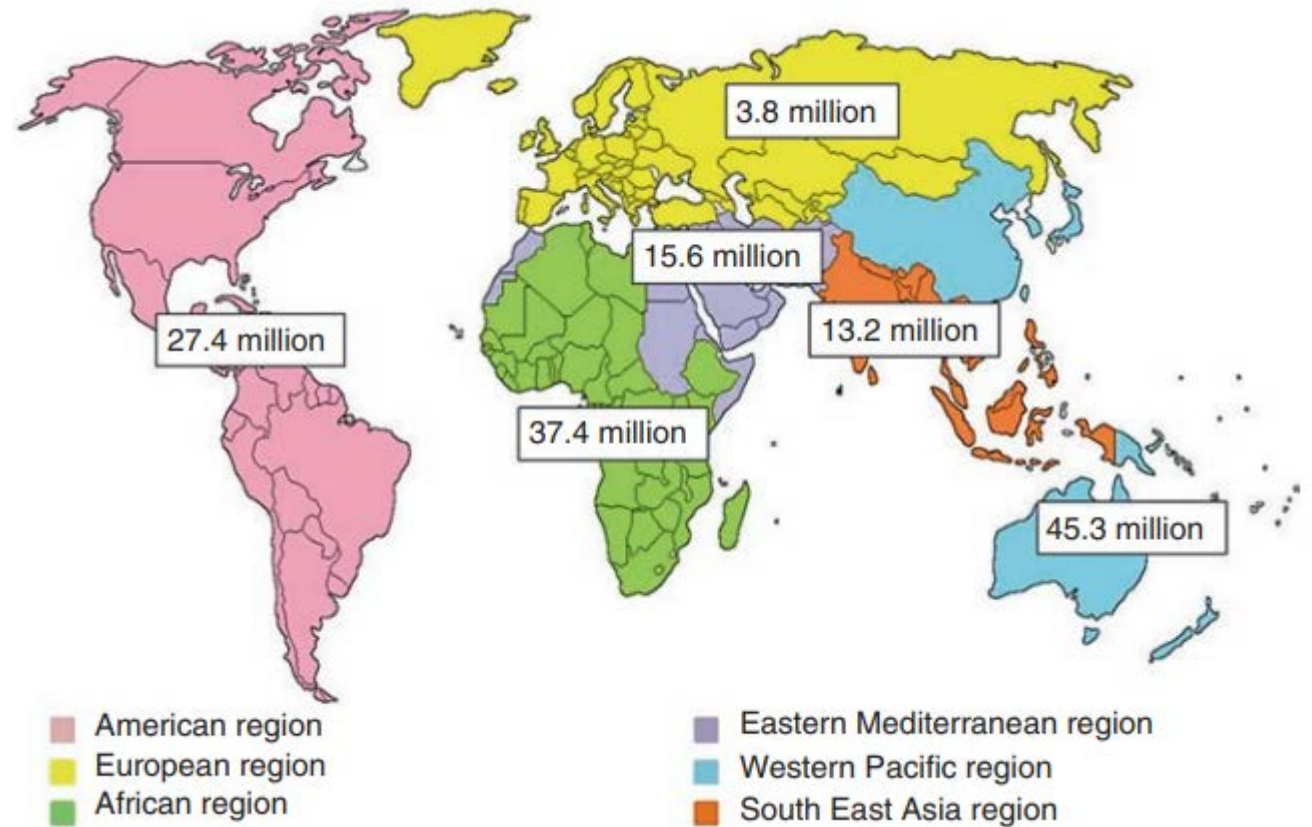 3.8 million
15.6 million
13.2 million
27.4 million
37.4 million
45.3 million
American region
European region
African region
Eastern Mediterranean region
Western Pacific region
South East Asia region